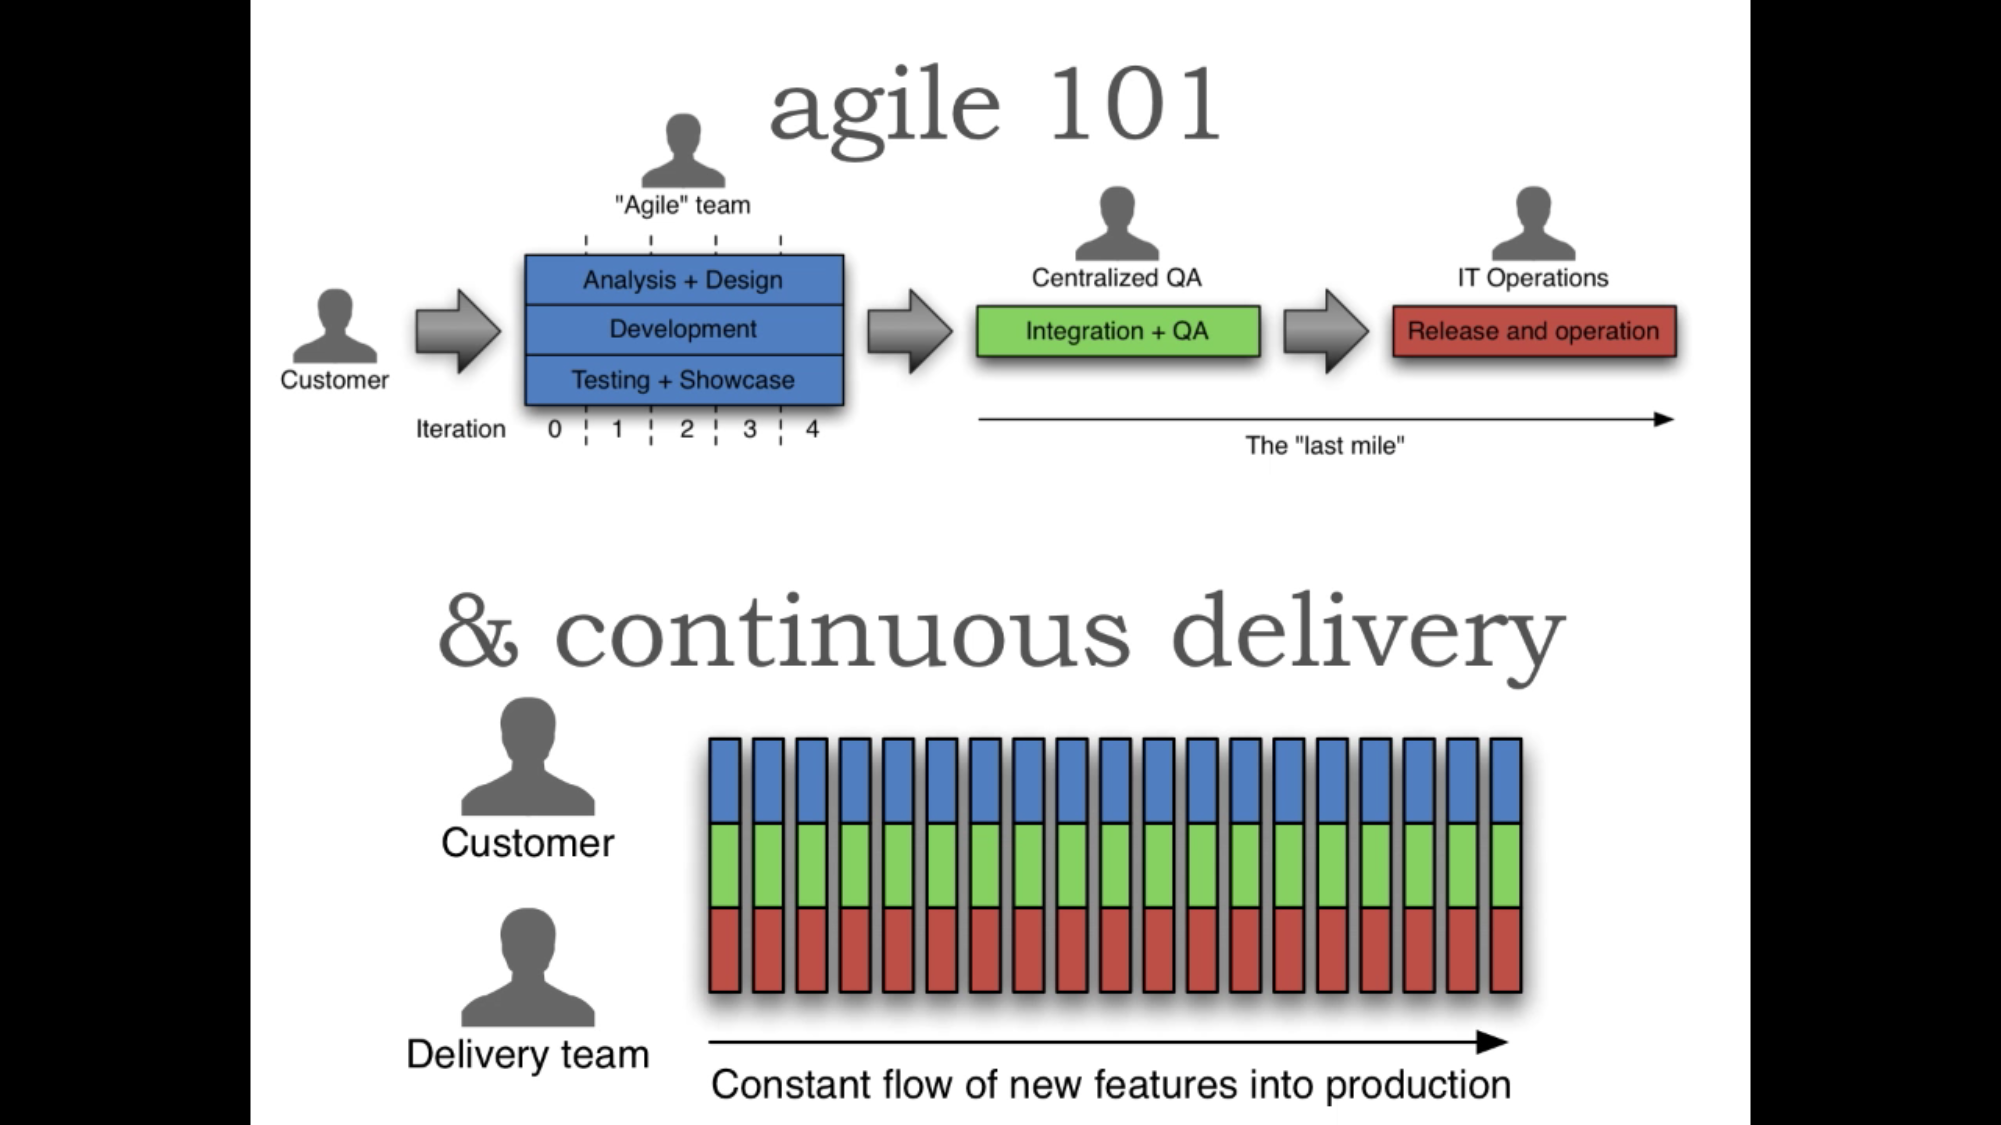 agile 101
"Agile" team
Customer
Analysis + Design
Development
Testing + Showcase
Iteration 0 1 2 3 4
Centralized QA
Integration + QA
IT Operations
Release and operation
The "last mile"
& continuous delivery
Customer
Delivery team
Constant flow of new features into production